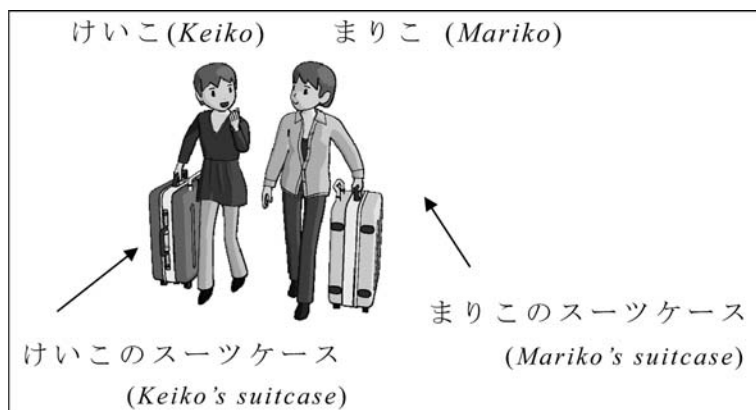 けいこ(Keiko) まりこ (Mariko)
まりこのスーツケース
(Mariko's suitcase)
けいこのスーツケース
(Keiko's suitcase)